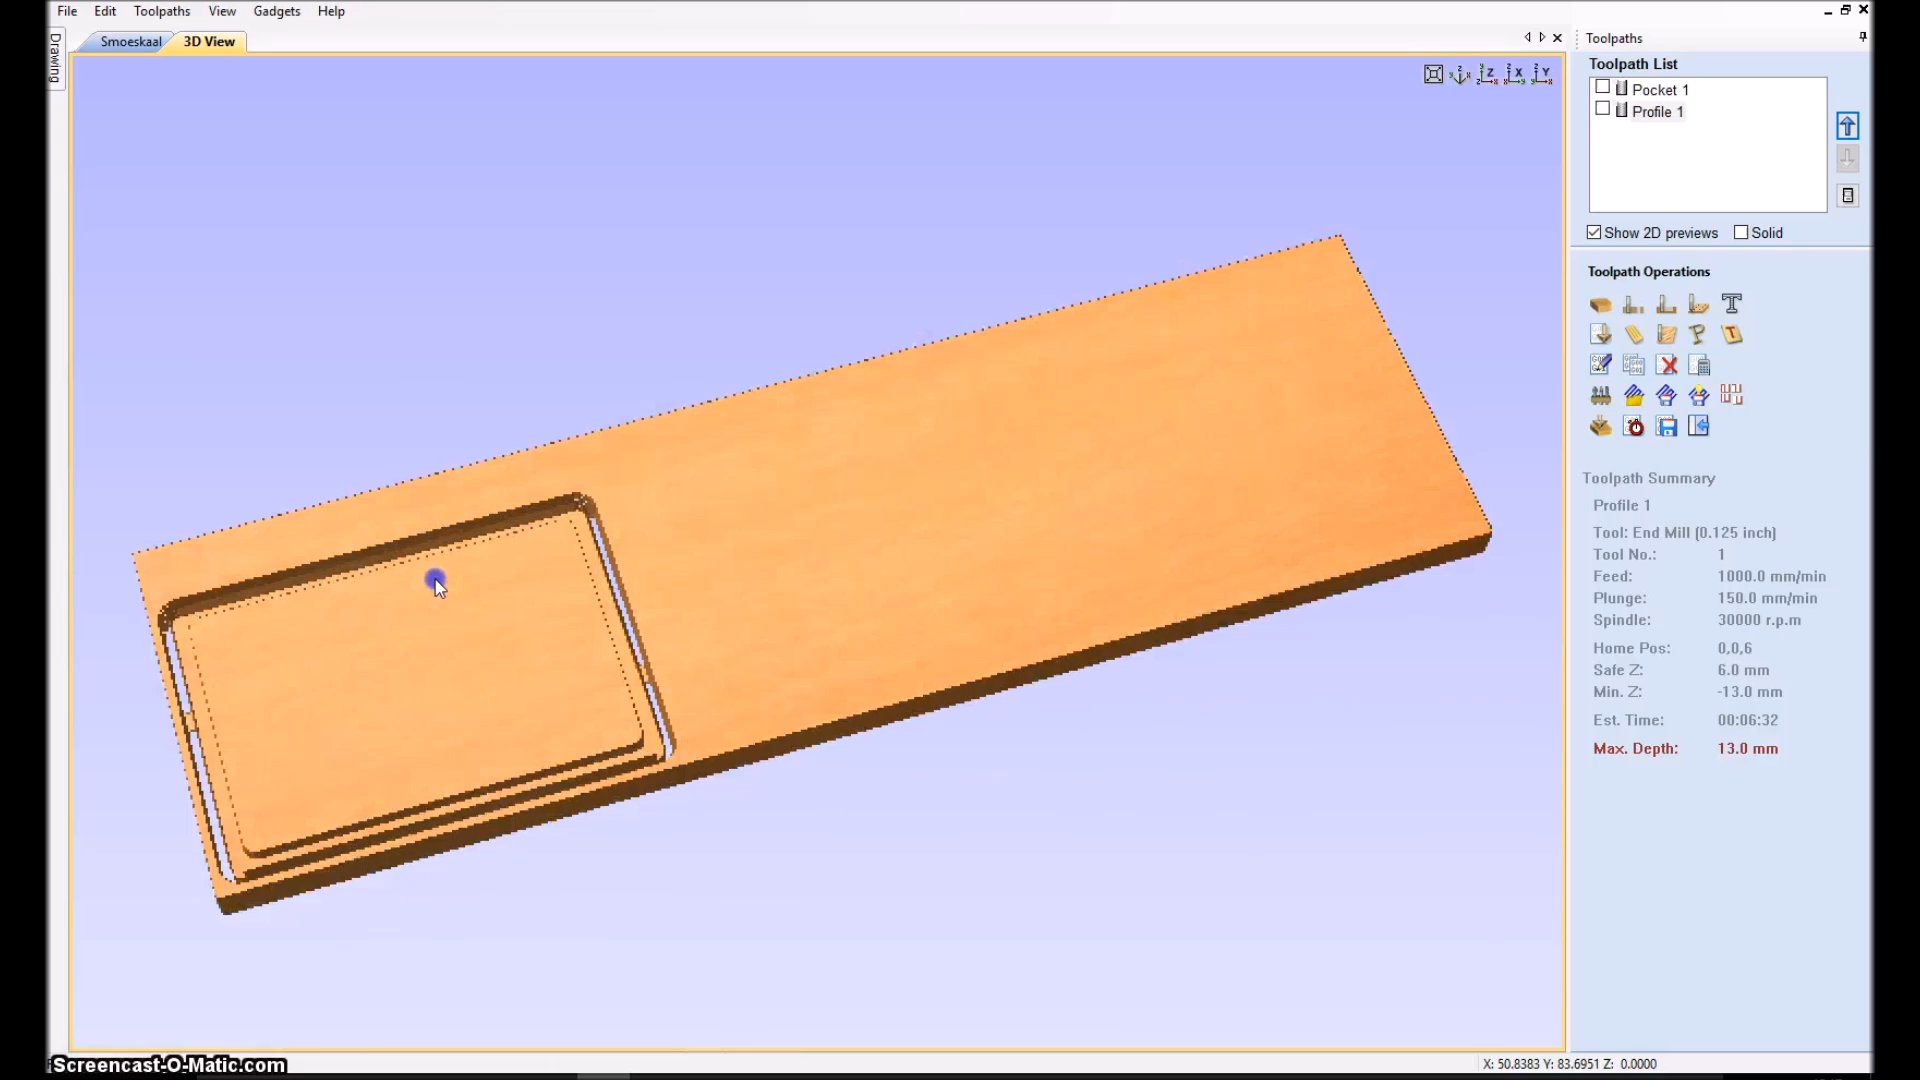 File Edit Toolpaths View Gadgets Help
Drawing
Smoeskaal 3D View
Toolpaths
Toolpath List
Pocket 1
Profile 1
Show 2D previews Solid
Toolpath Operations
Toolpath Summary
Profile 1
Tool: End Mill (0.125 inch)
Tool No.: 1
Feed: 1000.0 mm/min
Plunge: 150.0 mm/min
Spindle: 30000 r.p.m
Home Pos: 0,0,6
Safe Z: 6.0 mm
Min. Z: -13.0 mm
Est. Time: 00:06:32
Max. Depth: 13.0 mm
Screencast-O-Matic.com
X: 50.8383 Y: 83.6951 Z: 0.0000